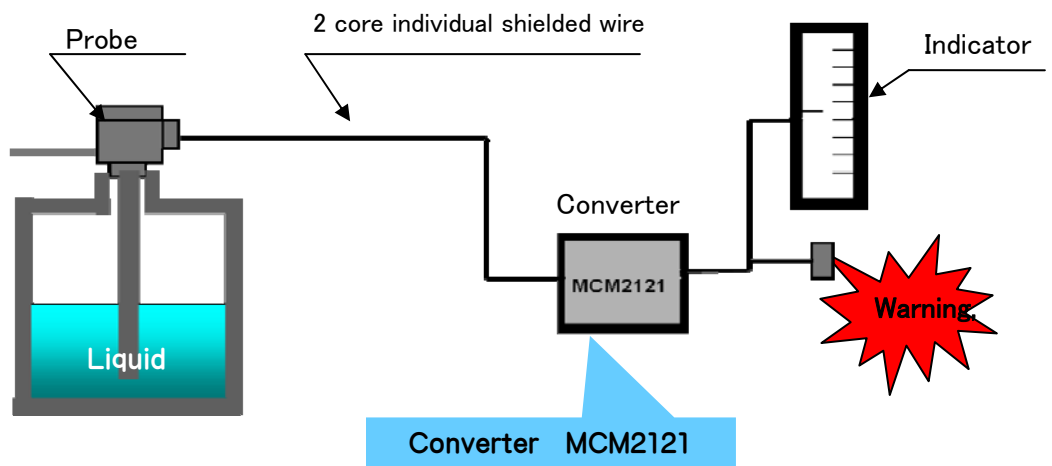 Probe
2 core individual shielded wire
Indicator
Converter
MCM2121
Warning.
Liquid
Converter MCM2121